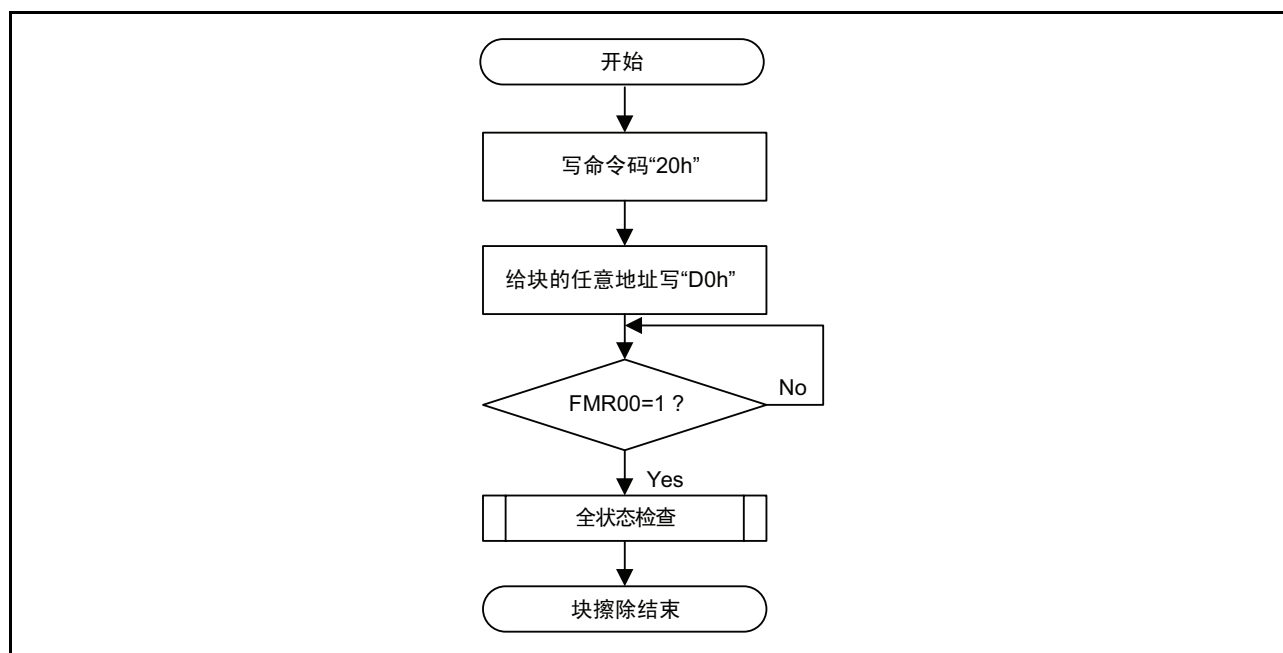 开始
写命令码“20h”
给块的任意地址写“D0h”
FMR00=1 ?
No
Yes
全状态检查
块擦除结束